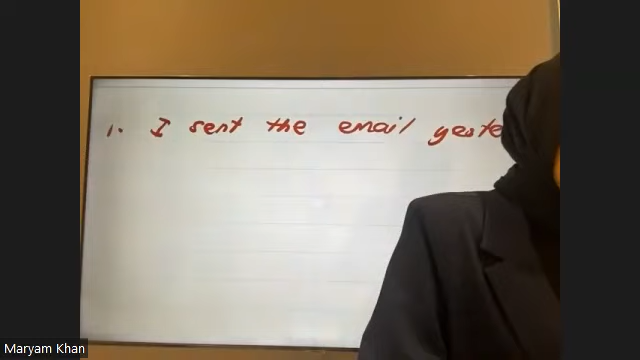 1. I sent the email yeste
Maryam Khan